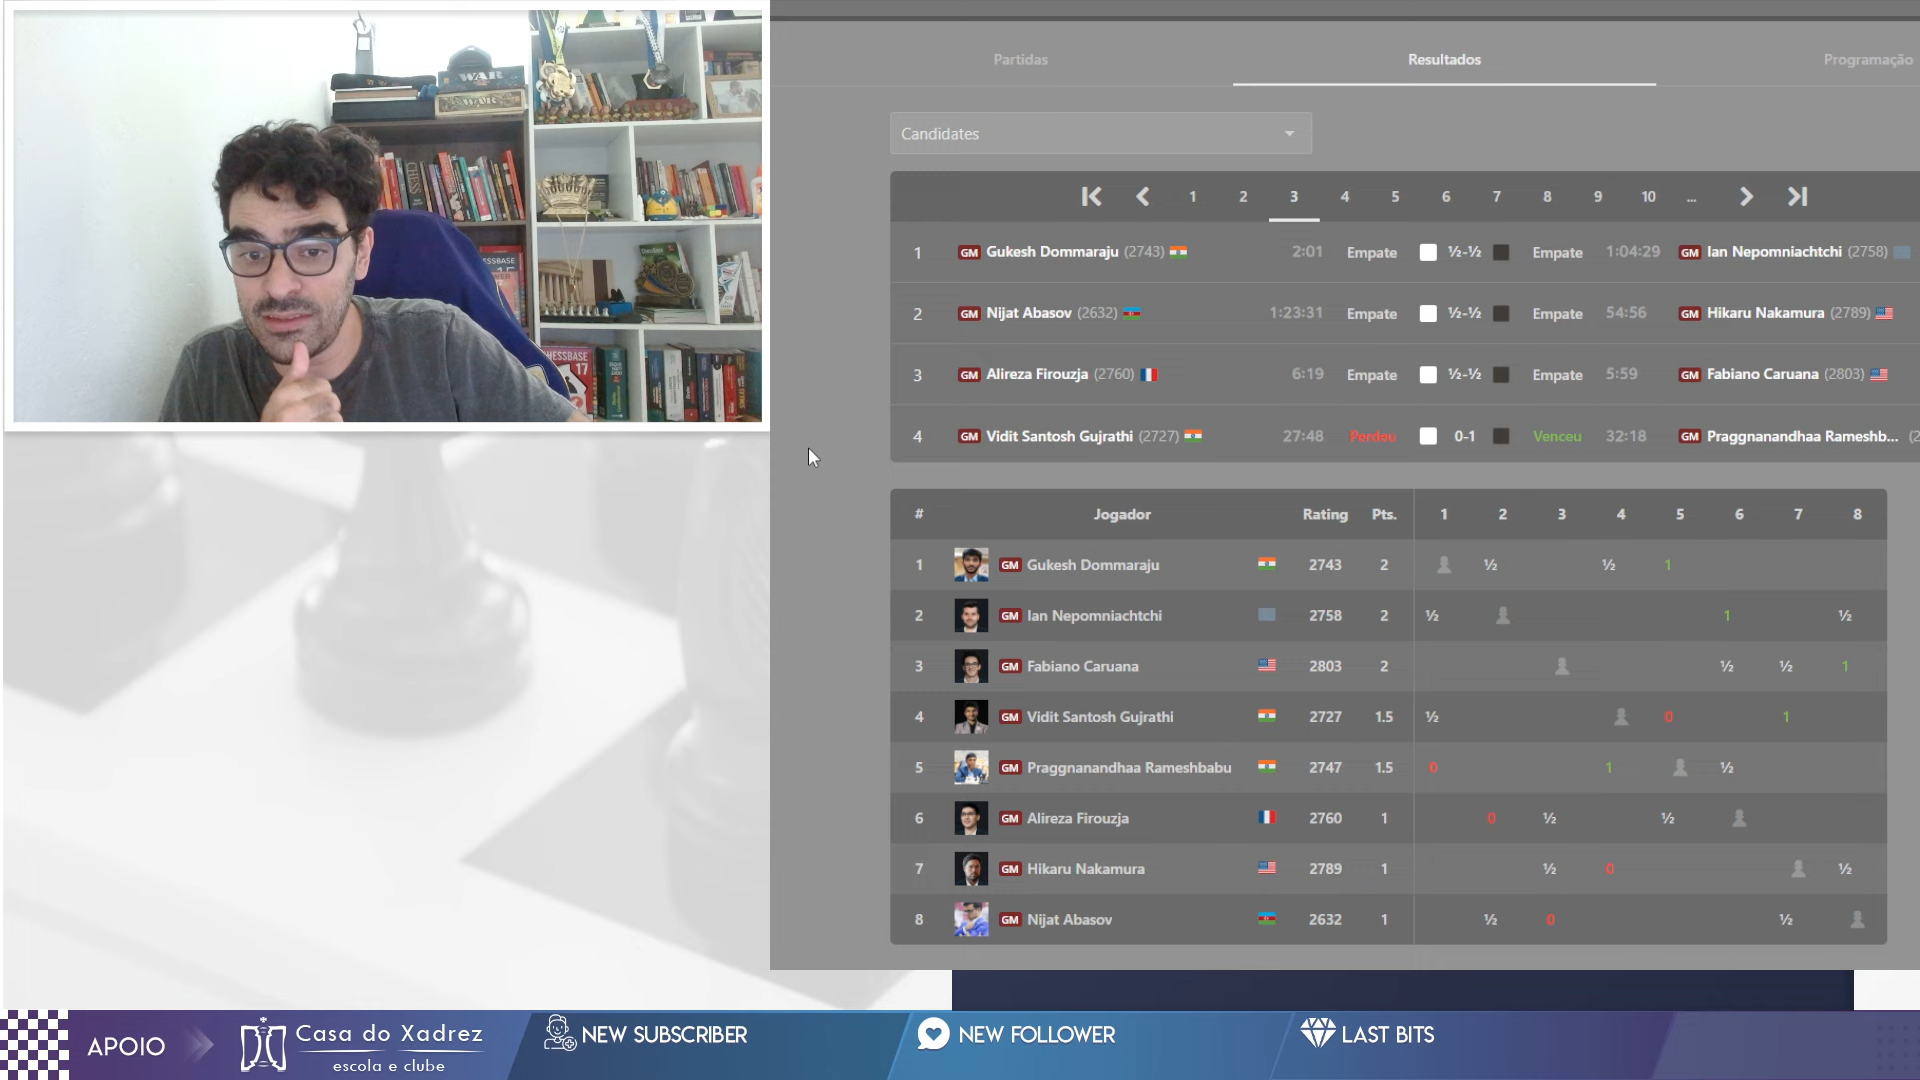 Partidas
Resultados
Programação
Candidates
1 2 3 4 5 6 7 8 9 10 ...
1 GM Gukesh Dommaraju (2743) 2:01 Empate ½-½ Empate 1:04:29 GM Ian Nepomniachtchi (2758)
2 GM Nijat Abasov (2632) 1:23:31 Empate ½-½ Empate 54:56 GM Hikaru Nakamura (2789)
3 GM Alireza Firouzja (2760) 6:19 Empate ½-½ Empate 5:59 GM Fabiano Caruana (2803)
4 GM Vidit Santosh Gujrathi (2727) 27:48 Perdeu 0-1 Venceu 32:18 GM Praggnanandhaa Rameshb... (2
# Jogador Rating Pts. 1 2 3 4 5 6 7 8
1 GM Gukesh Dommaraju 2743 2 ½ ½ 1
2 GM Ian Nepomniachtchi 2758 2 ½ 1 ½
3 GM Fabiano Caruana 2803 2 ½ ½ 1
4 GM Vidit Santosh Gujrathi 2727 1.5 ½ 0 1
5 GM Praggnanandhaa Rameshbabu 2747 1.5 0 1 ½
6 GM Alireza Firouzja 2760 1 0 ½ ½
7 GM Hikaru Nakamura 2789 1 ½ 0 ½
8 GM Nijat Abasov 2632 1 ½ 0 ½
WAR
WAR
CHESS
CHESSBASE
17
APOIO
Casa do Xadrez
escola e clube
NEW SUBSCRIBER
NEW FOLLOWER
LAST BITS